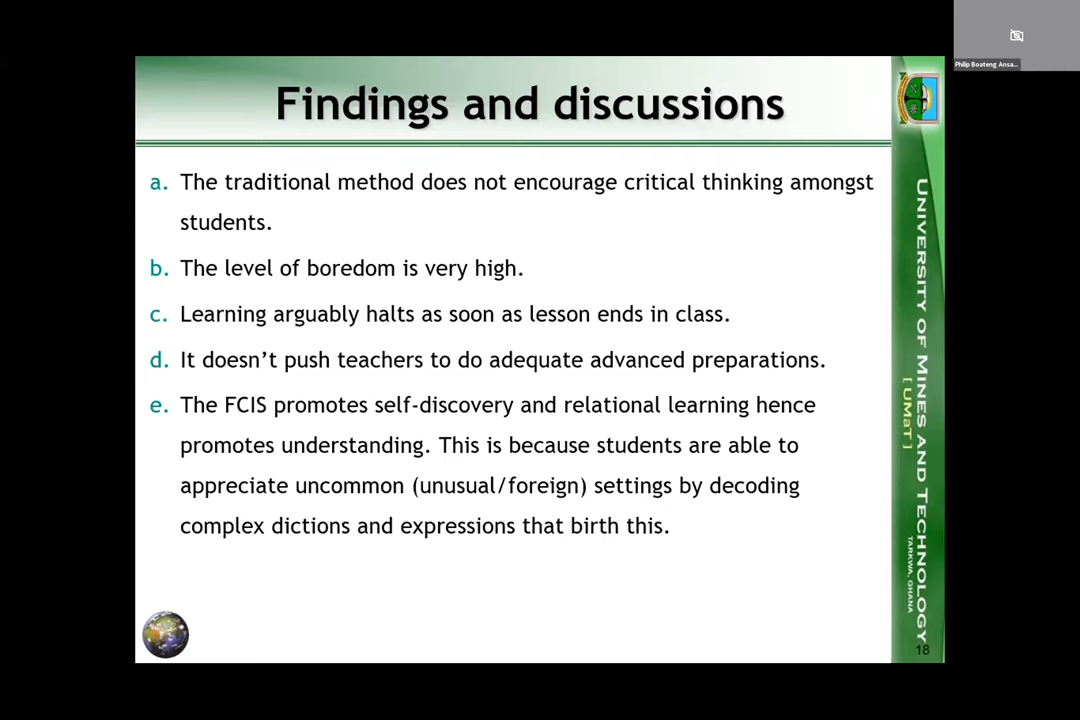 Philip Boateng Ansa...
Findings and discussions
a. The traditional method does not encourage critical thinking amongst
students.
b. The level of boredom is very high.
c. Learning arguably halts as soon as lesson ends in class.
d. It doesn’t push teachers to do adequate advanced preparations.
e. The FCIS promotes self-discovery and relational learning hence
promotes understanding. This is because students are able to
appreciate uncommon (unusual/foreign) settings by decoding
complex dictions and expressions that birth this.
UNIVERSITY OF MINES AND TECHNOLOGY
[ UMaT ]
TARKWA, GHANA
18